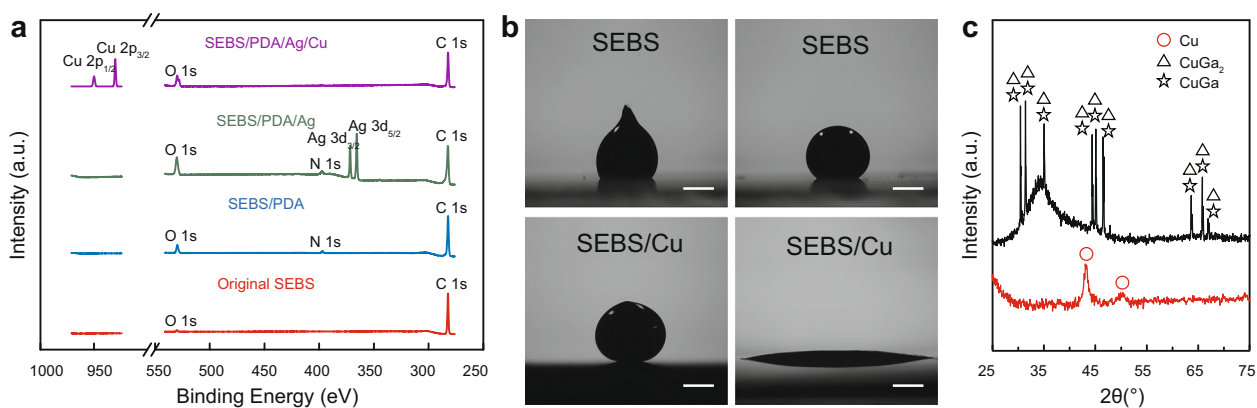 a
Intensity (a.u.)
SEBS/PDA/Ag/Cu
Cu 2p3/2
Cu 2p1/2
O 1s
C 1s
SEBS/PDA/Ag
Ag 3d5/2
Ag 3d3/2
N 1s
O 1s
C 1s
SEBS/PDA
O 1s
N 1s
C 1s
Original SEBS
O 1s
C 1s
1000 950 550 500 450 400 350 300 250
Binding Energy (eV)
b
SEBS
SEBS
SEBS/Cu
SEBS/Cu
c
Intensity (a.u.)
Cu
CuGa2
CuGa
25 35 45 55 65 75
2θ(°)